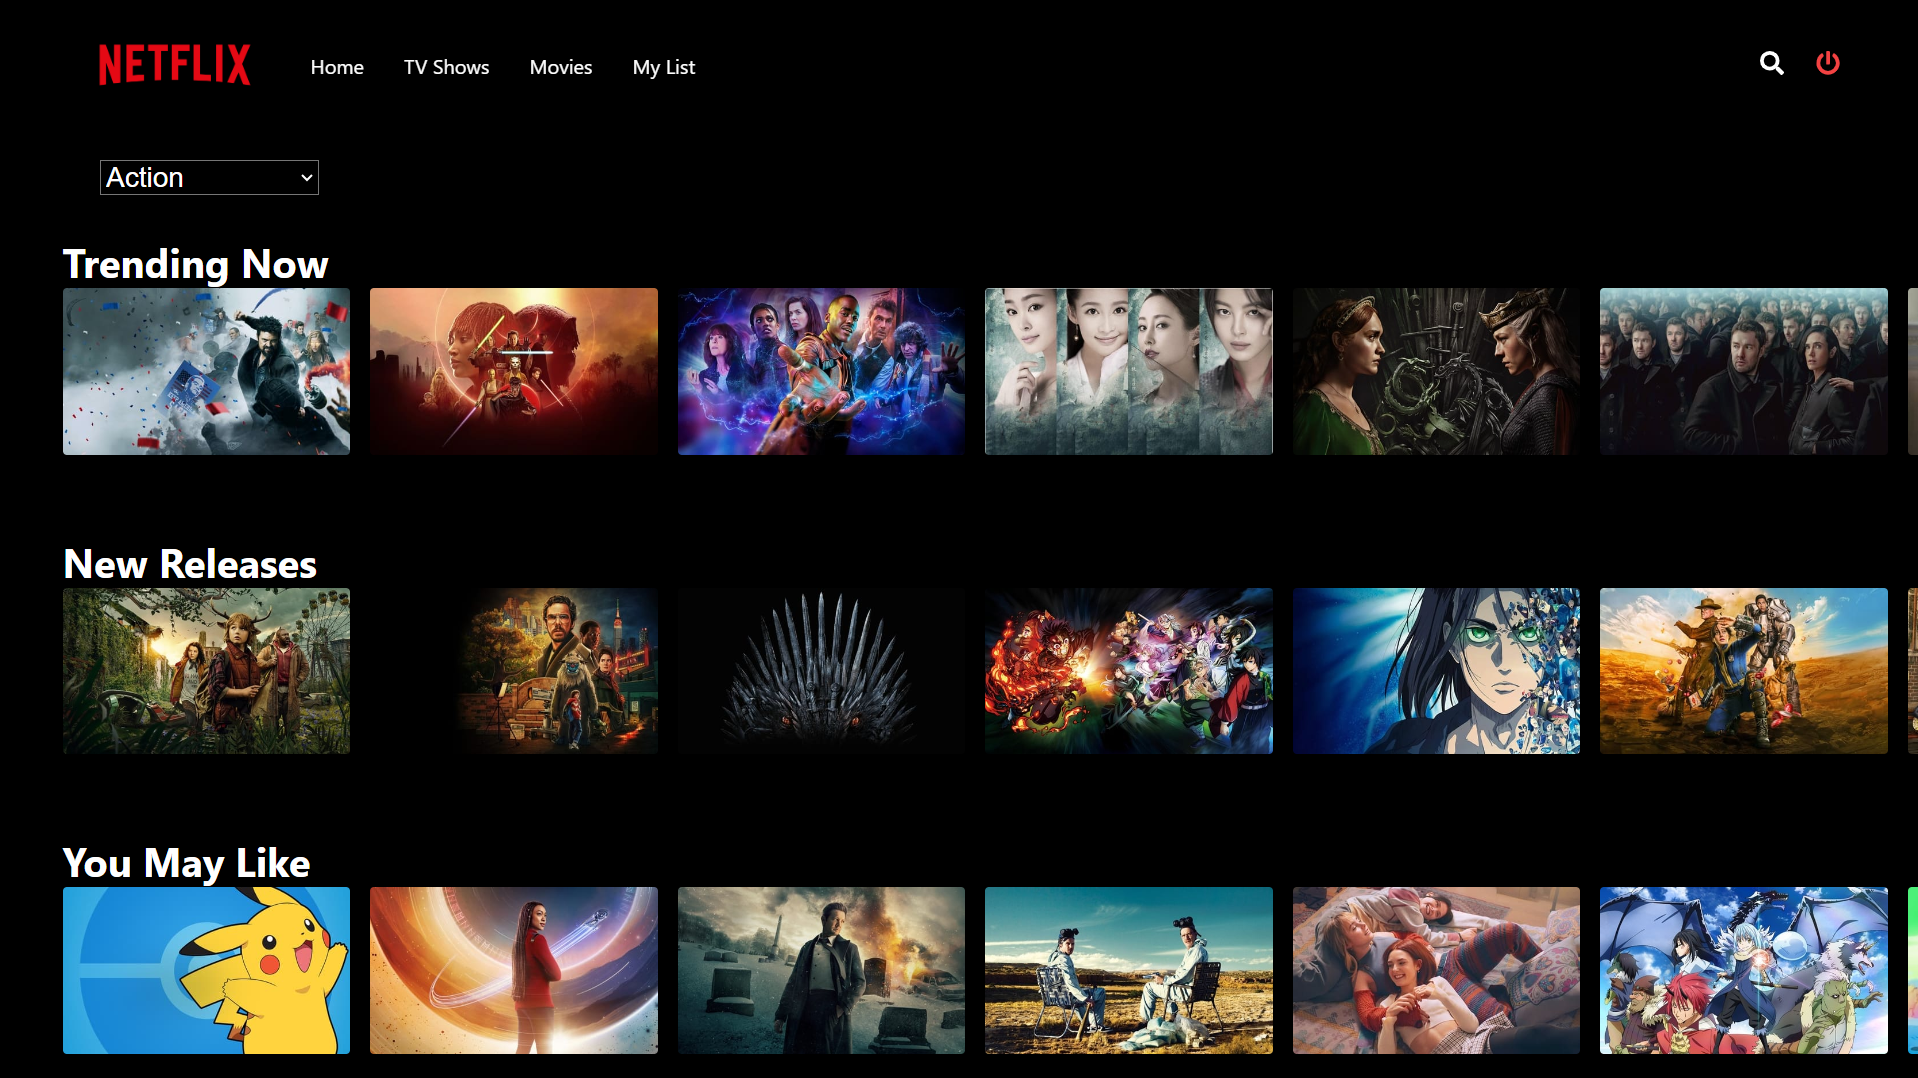 NETFLIX
Home
TV Shows
Movies
My List
Action
Trending Now
New Releases
You May Like